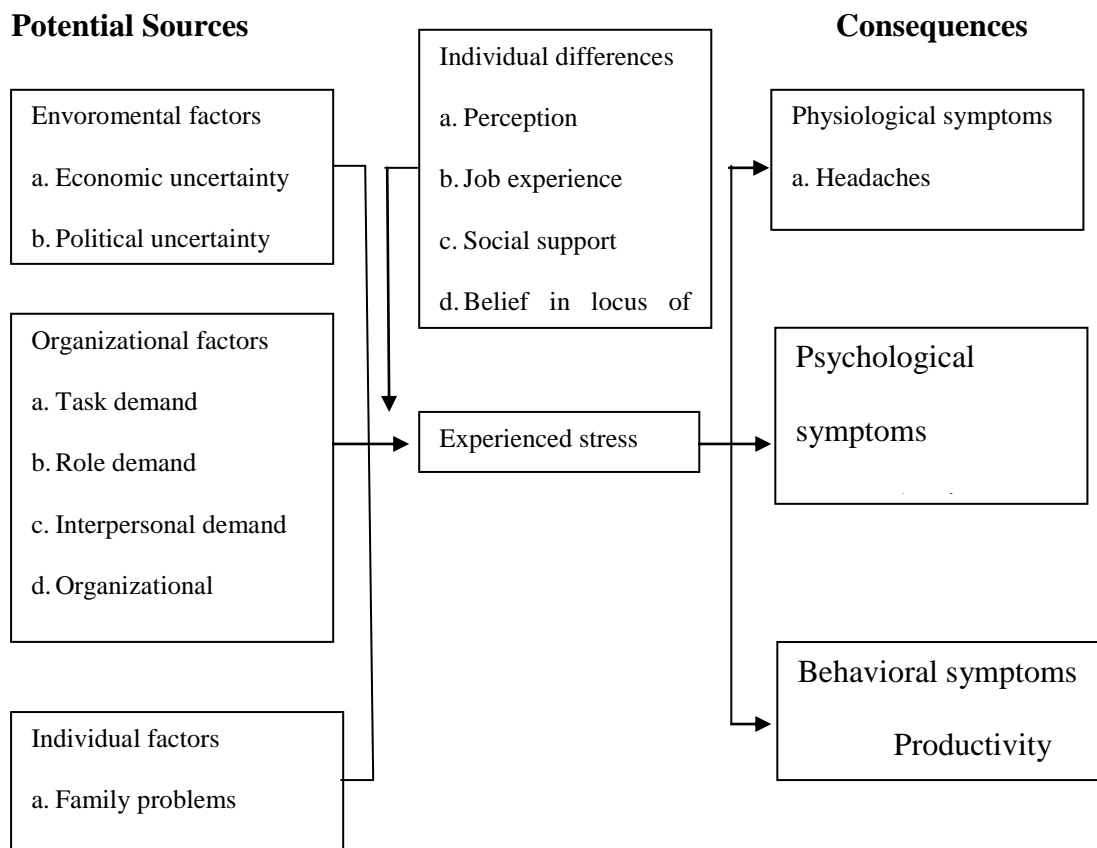 Potential Sources
Consequences
Envoromental factors
a. Economic uncertainty
b. Political uncertainty
Organizational factors
a. Task demand
b. Role demand
c. Interpersonal demand
d. Organizational
Individual factors
a. Family problems
Individual differences
a. Perception
b. Job experience
c. Social support
d. Belief in locus of
Experienced stress
Physiological symptoms
a. Headaches
Psychological
symptoms
Behavioral symptoms
Productivity